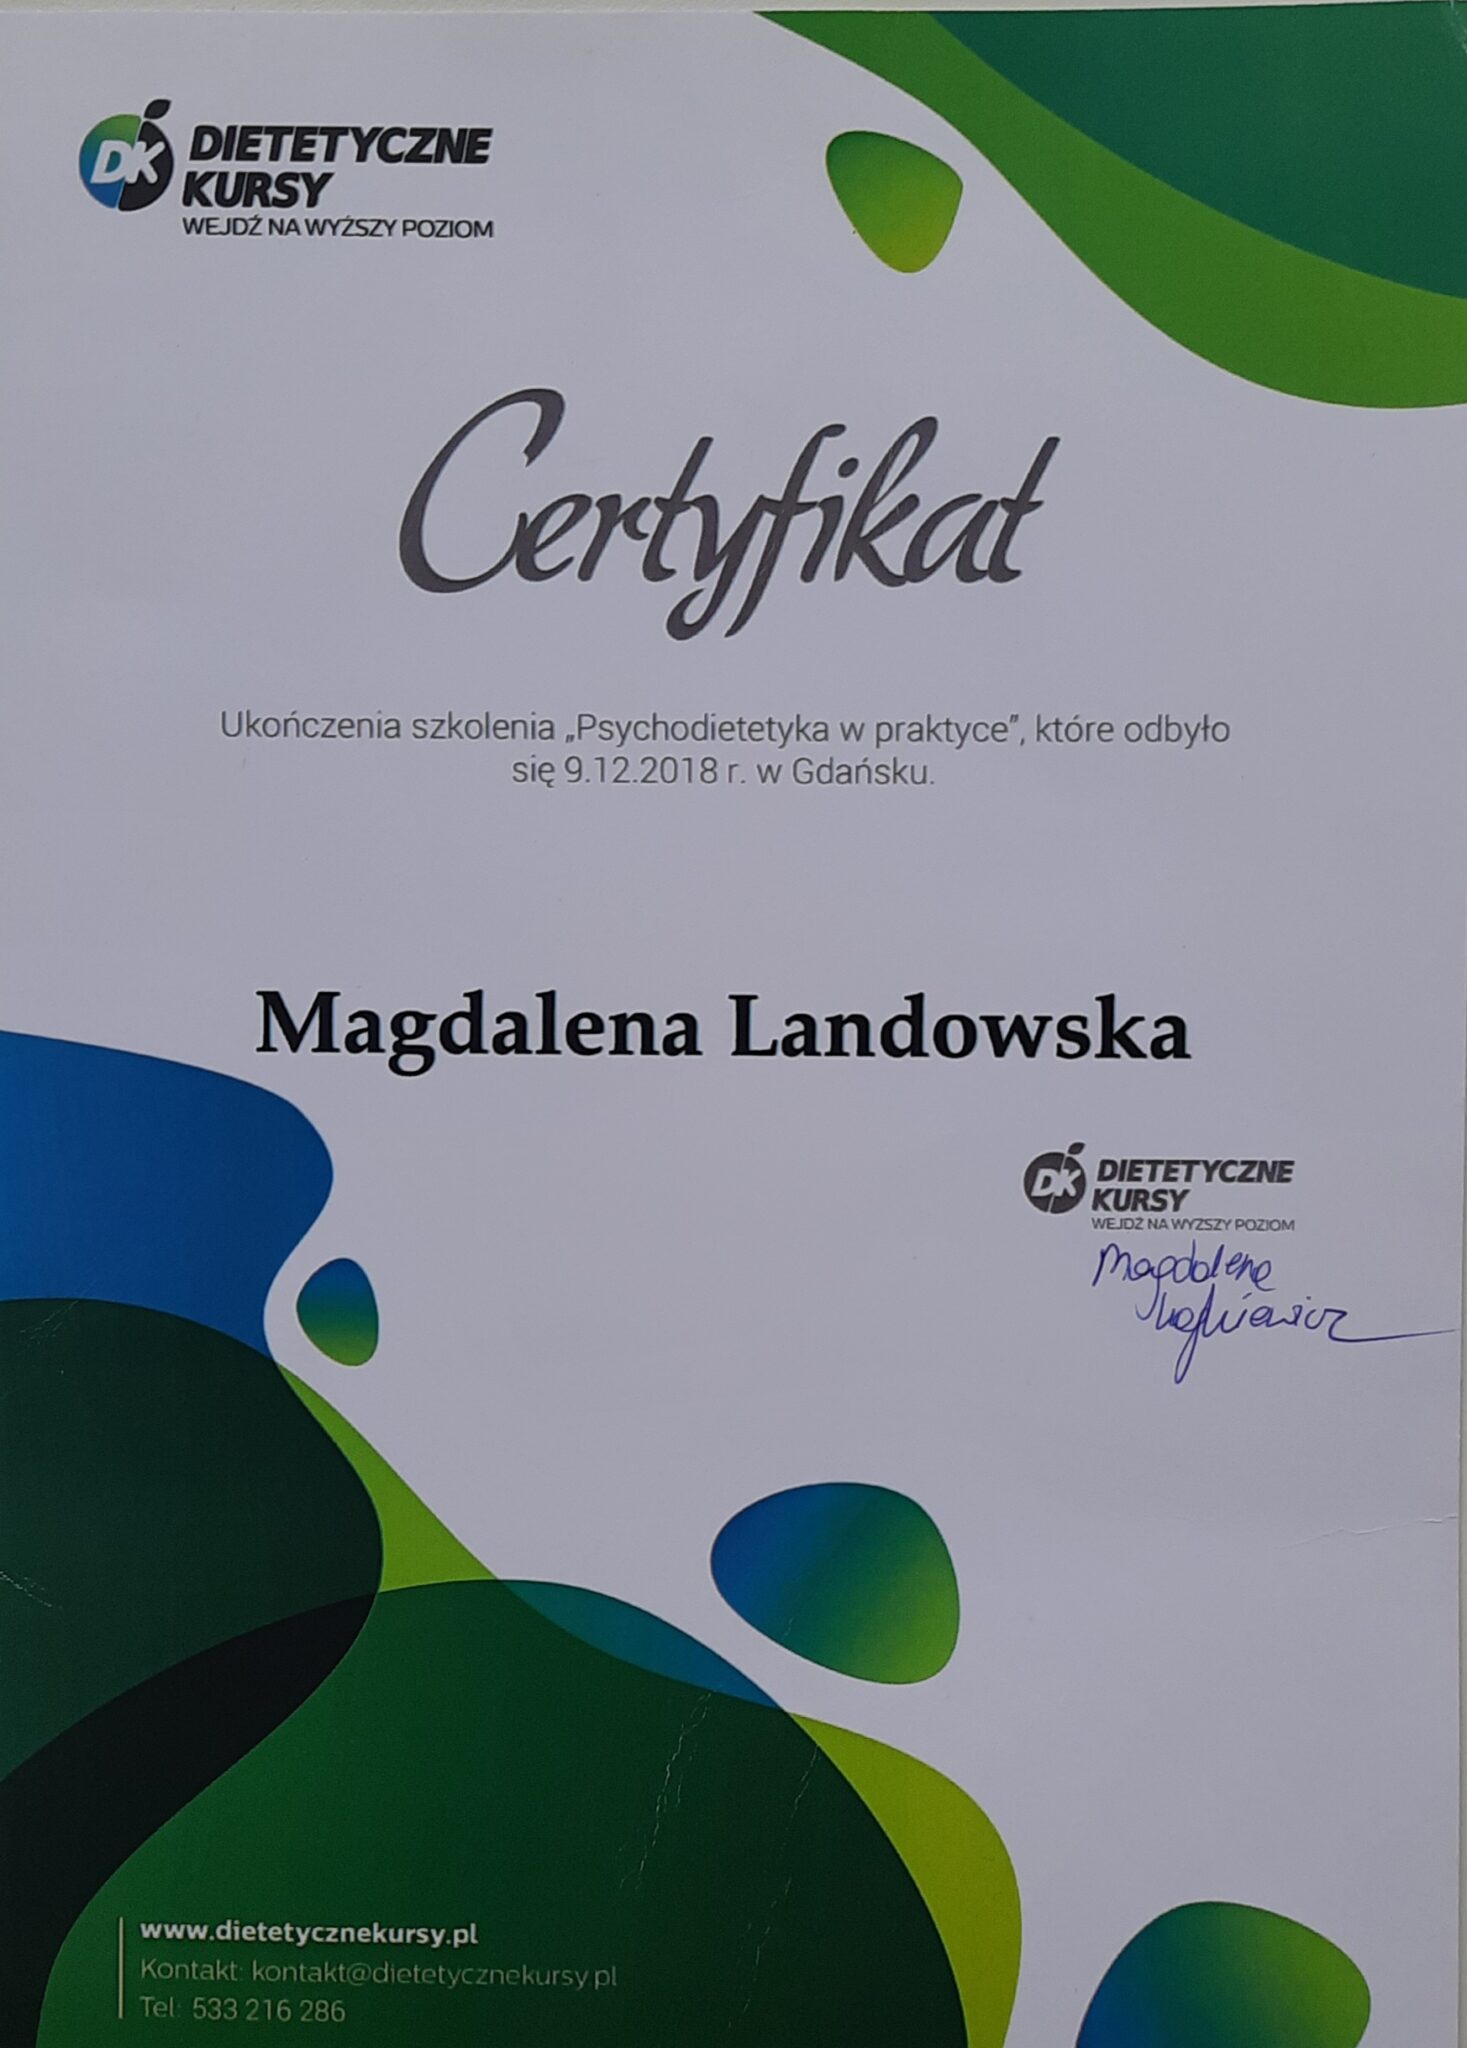 DK DIETETYCZNE
KURSY
WEJDŹ NA WYŻSZY POZIOM
Certyfikat
Ukończenia szkolenia „Psychodietetyka w praktyce”, które odbyło
się 9.12.2018 r. w Gdańsku.
Magdalena Landowska
DK DIETETYCZNE
KURSY
WEJDŹ NA WYŻSZY POZIOM
Magdalena
www.dietetycznekursy.pl
Kontakt: kontakt@dietetycznekursy.pl
Tel: 533 216 286